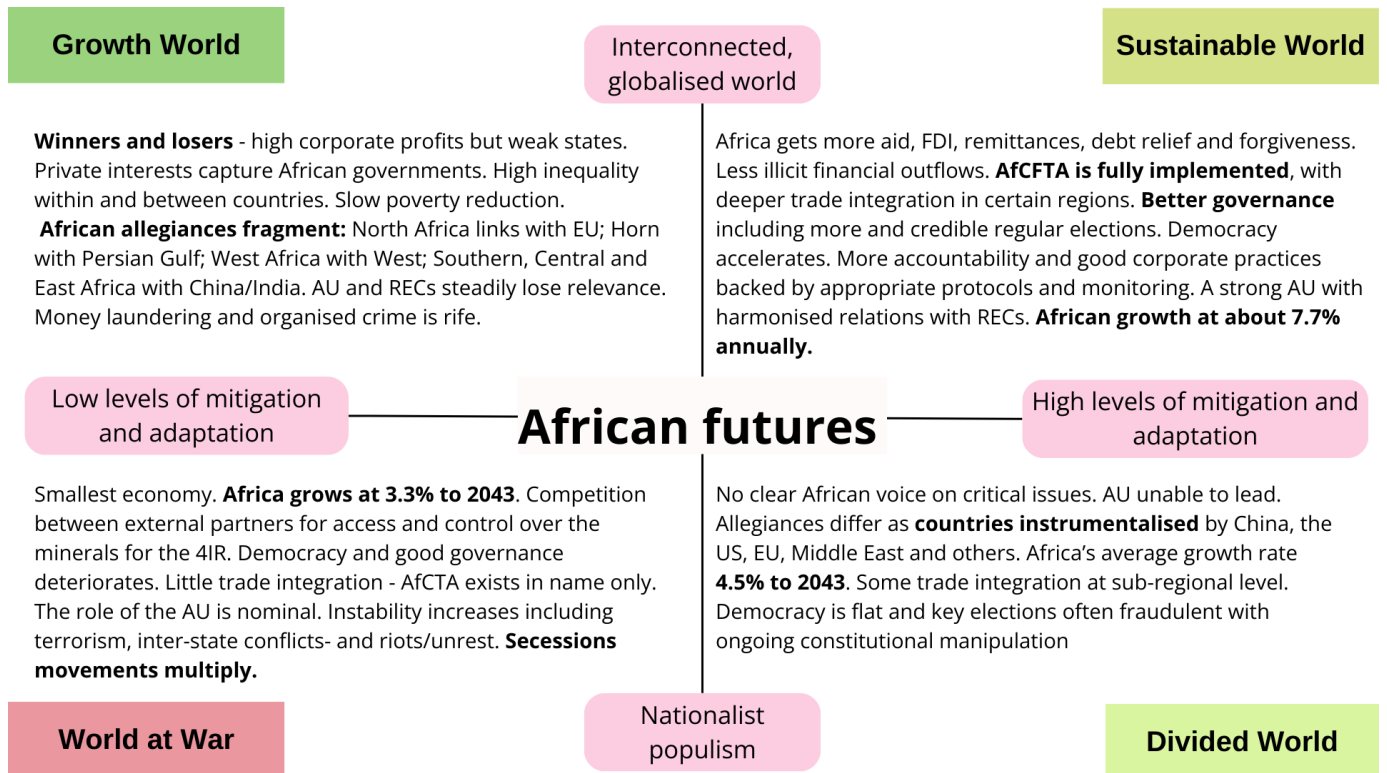 Growth World
Interconnected,
globalised world
Sustainable World
Winners and losers - high corporate profits but weak states.
Private interests capture African governments. High inequality
within and between countries. Slow poverty reduction.
African allegiances fragment: North Africa links with EU; Horn
with Persian Gulf; West Africa with West; Southern, Central and
East Africa with China/India. AU and RECs steadily lose relevance.
Money laundering and organised crime is rife.
Africa gets more aid, FDI, remittances, debt relief and forgiveness.
Less illicit financial outflows. AfCFTA is fully implemented, with
deeper trade integration in certain regions. Better governance
including more and credible regular elections. Democracy
accelerates. More accountability and good corporate practices
backed by appropriate protocols and monitoring. A strong AU with
harmonised relations with RECs. African growth at about 7.7%
annually.
Low levels of mitigation
and adaptation
African futures
High levels of mitigation and
adaptation
Smallest economy. Africa grows at 3.3% to 2043. Competition
between external partners for access and control over the
minerals for the 4IR. Democracy and good governance
deteriorates. Little trade integration - AfCTA exists in name only.
The role of the AU is nominal. Instability increases including
terrorism, inter-state conflicts- and riots/unrest. Secessions
movements multiply.
No clear African voice on critical issues. AU unable to lead.
Allegiances differ as countries instrumentalised by China, the
US, EU, Middle East and others. Africa's average growth rate
4.5% to 2043. Some trade integration at sub-regional level.
Democracy is flat and key elections often fraudulent with
ongoing constitutional manipulation
World at War
Nationalist
populism
Divided World